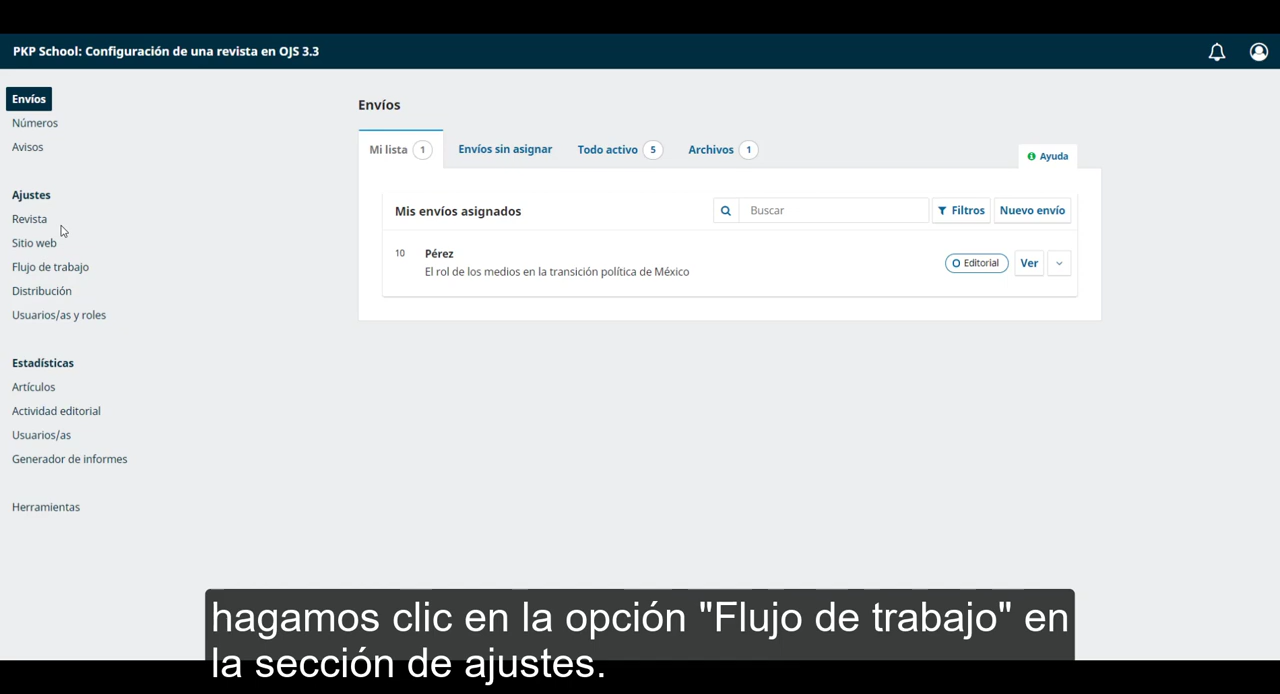 PKP School: Configuración de una revista en OJS 3.3
Envíos
Números
Avisos
Ajustes
Revista
Sitio web
Flujo de trabajo
Distribución
Usuarios/as y roles
Estadísticas
Artículos
Actividad editorial
Usuarios/as
Generador de informes
Herramientas
Envíos
Mi lista 1 Envíos sin asignar Todo activo 5 Archivos 1
Ayuda
Mis envíos asignados Buscar Filtros Nuevo envío
10 Pérez
El rol de los medios en la transición política de México
Editorial Ver
hagamos clic en la opción "Flujo de trabajo" en
la sección de ajustes.